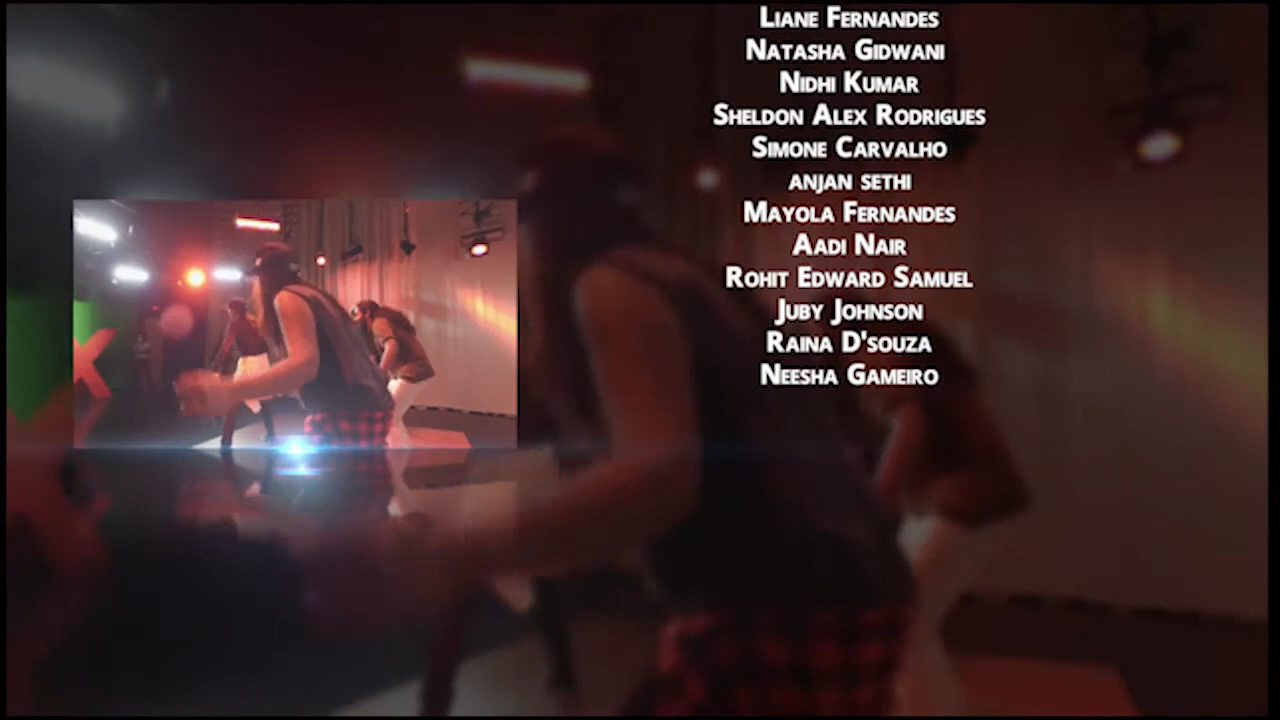 Liane Fernandes
Natasha Gidwani
Nidhi Kumar
Sheldon Alex Rodrigues
Simone Carvalho
anjan sethi
Mayola Fernandes
Aadi Nair
Rohit Edward Samuel
Juby Johnson
Raina D'souza
Neesha Gameiro